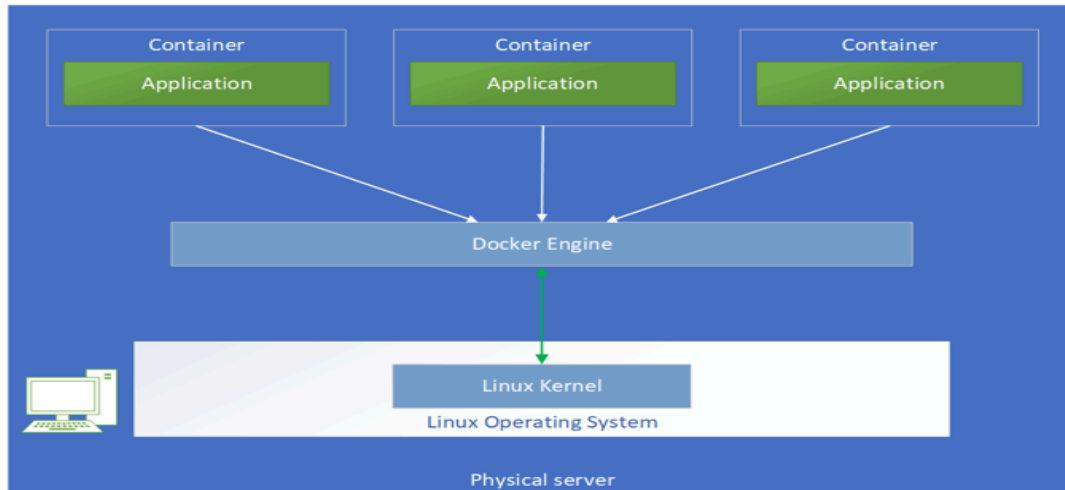 Container
Container
Container
Application
Application
Application
Docker Engine
Linux Kernel
Linux Operating System
Physical server